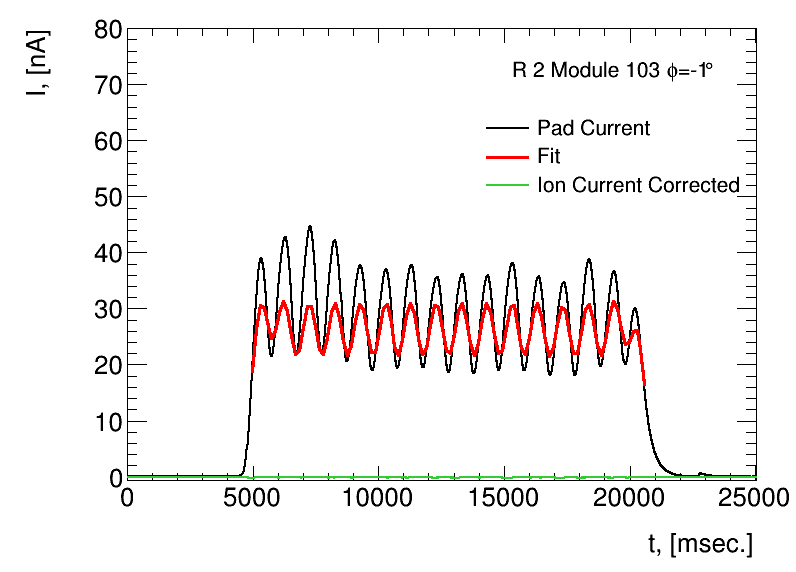 I, [nA]
80
70
60
50
40
30
20
10
0
R 2 Module 103 ϕ=-1°
Pad Current
Fit
Ion Current Corrected
0 5000 10000 15000 20000 25000
t, [msec.]